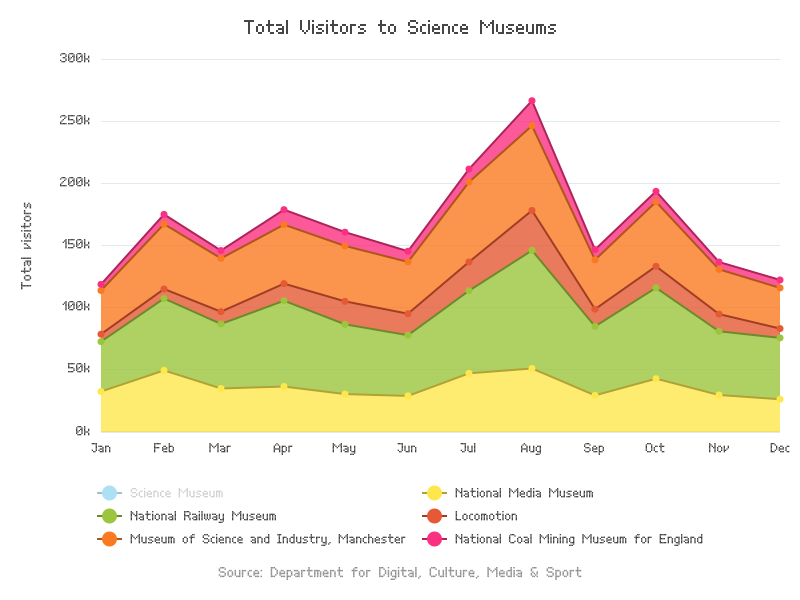 Total Visitors to Science Museums
300k
250k
200k
150k
100k
50k
0k
Total visitors
Jan Feb Mar Apr May Jun Jul Aug Sep Oct Nov Dec
Science Museum
National Media Museum
National Railway Museum
Locomotion
Museum of Science and Industry, Manchester
National Coal Mining Museum for England
Source: Department for Digital, Culture, Media & Sport